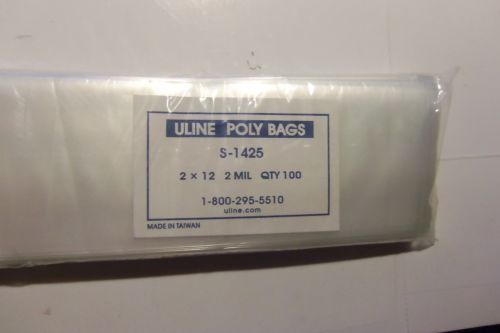 ULINE POLY BAGS
S-1425
2 × 12 2 MIL QTY 100
1-800-295-5510
uline.com
MADE IN TAIWAN